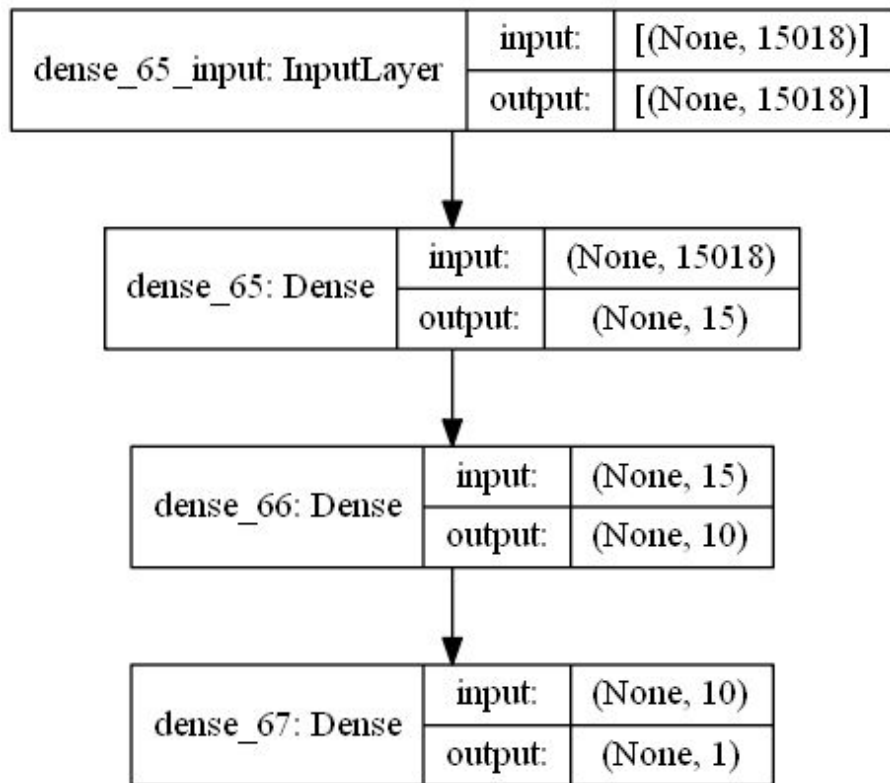 dense_65_input: InputLayer
input: [(None, 15018)]
output: [(None, 15018)]
dense_65: Dense
input: (None, 15018)
output: (None, 15)
dense_66: Dense
input: (None, 15)
output: (None, 10)
dense_67: Dense
input: (None, 10)
output: (None, 1)